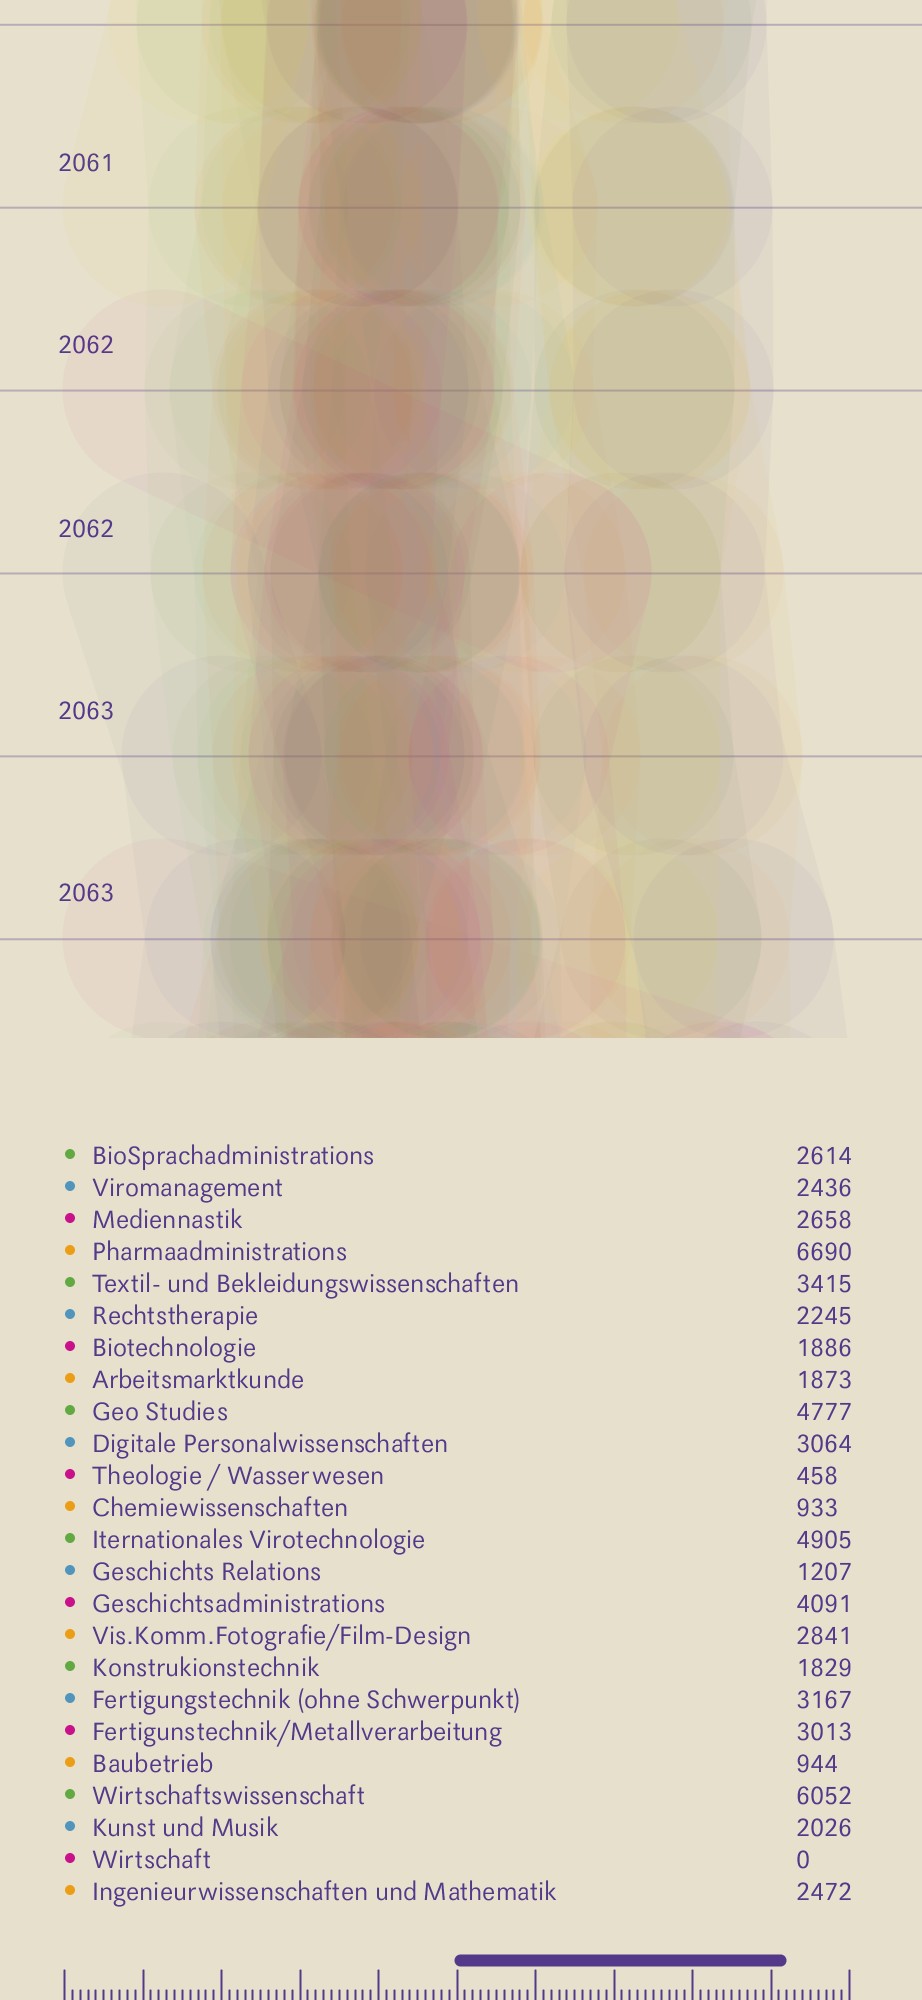 2061
2062
2062
2063
2063
BioSprachadministrations 2614
Viromanagement 2436
Mediennastik 2658
Pharmaadministrations 6690
Textil- und Bekleidungswissenschaften 3415
Rechtstherapie 2245
Biotechnologie 1886
Arbeitsmarktkunde 1873
Geo Studies 4777
Digitale Personalwissenschaften 3064
Theologie / Wasserwesen 458
Chemiewissenschaften 933
Iternationales Virotechnologie 4905
Geschichts Relations 1207
Geschichtsadministrations 4091
Vis.Komm.Fotografie/Film-Design 2841
Konstrukionstechnik 1829
Fertigungstechnik (ohne Schwerpunkt) 3167
Fertigunstechnik/Metallverarbeitung 3013
Baubetrieb 944
Wirtschaftswissenschaft 6052
Kunst und Musik 2026
Wirtschaft 0
Ingenieurwissenschaften und Mathematik 2472